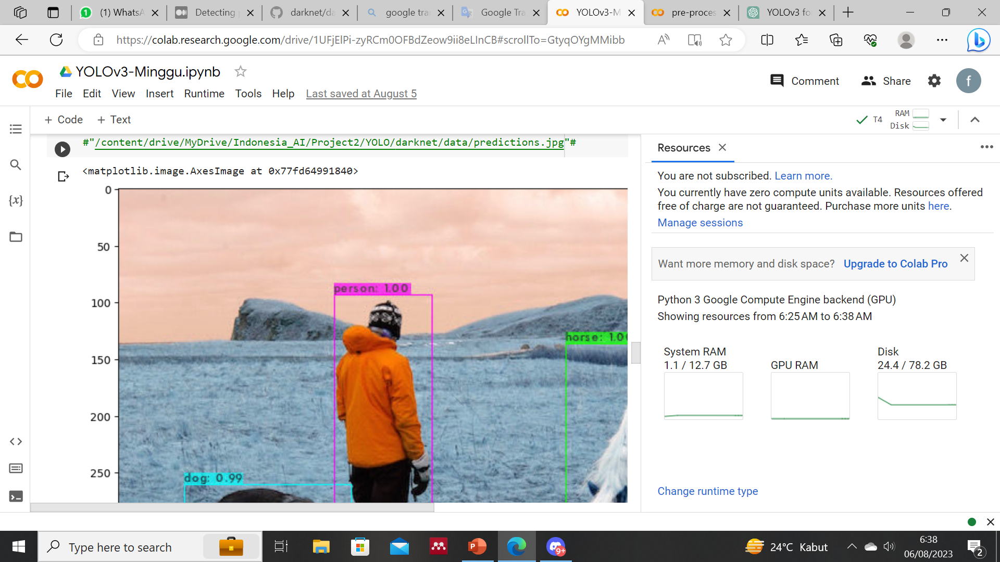 (1) WhatsA
Detecting p
darknet/da
google tra
Google Tra
YOLOv3-M
pre-proces
YOLOv3 fo
https://colab.research.google.com/drive/1UFjElPi-zyRCm0OFBdZeow9ii8eLInCB#scrollTo=GtyqOYgMMibb
YOLOv3-Minggu.ipynb
Comment
Share
f
File Edit View Insert Runtime Tools Help Last saved at August 5
+ Code + Text
T4
RAM
Disk
#"/content/drive/MyDrive/Indonesia_AI/Project2/YOLO/darknet/data/predictions.jpg"#
<matplotlib.image.AxesImage at 0x77fd64991840>
0
50
100
150
200
250
person: 1.00
horse: 1.00
dog: 0.99
Resources
You are not subscribed. Learn more.
You currently have zero compute units available. Resources offered
free of charge are not guaranteed. Purchase more units here.
Manage sessions
Want more memory and disk space? Upgrade to Colab Pro
Python 3 Google Compute Engine backend (GPU)
Showing resources from 6:25 AM to 6:38 AM
System RAM
1.1 / 12.7 GB
GPU RAM
Disk
24.4 / 78.2 GB
Change runtime type
Type here to search
9+
24°C Kabut
6:38
06/08/2023
2